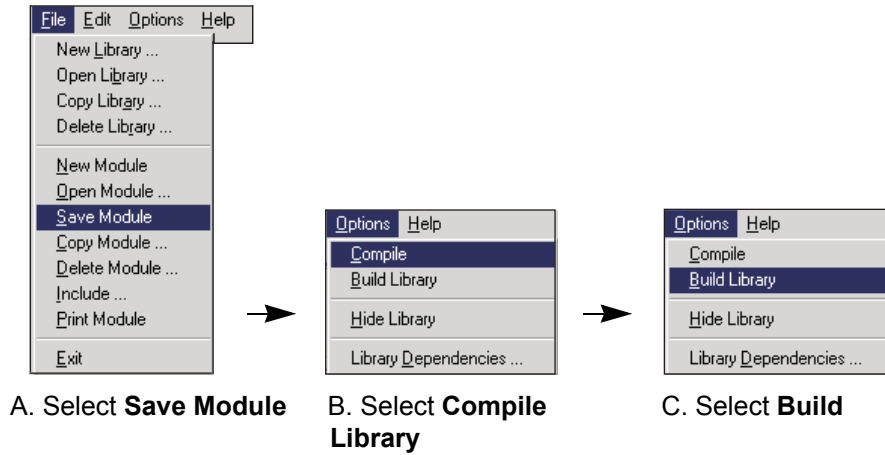 File Edit Options Help
New Library ...
Open Library ...
Copy Library ...
Delete Library ...
New Module
Open Module ...
Save Module
Copy Module ...
Delete Module ...
Include ...
Print Module
Exit
A. Select Save Module
Options Help
Compile
Build Library
Hide Library
Library Dependencies ...
B. Select Compile
Library
Options Help
Compile
Build Library
Hide Library
Library Dependencies ...
C. Select Build